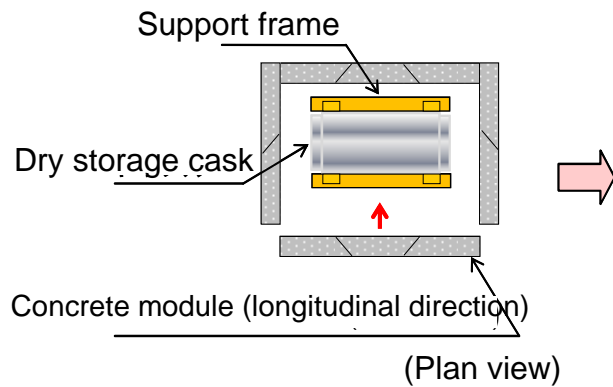 Support frame
Dry storage cask
Concrete module (longitudinal direction)
(Plan view)